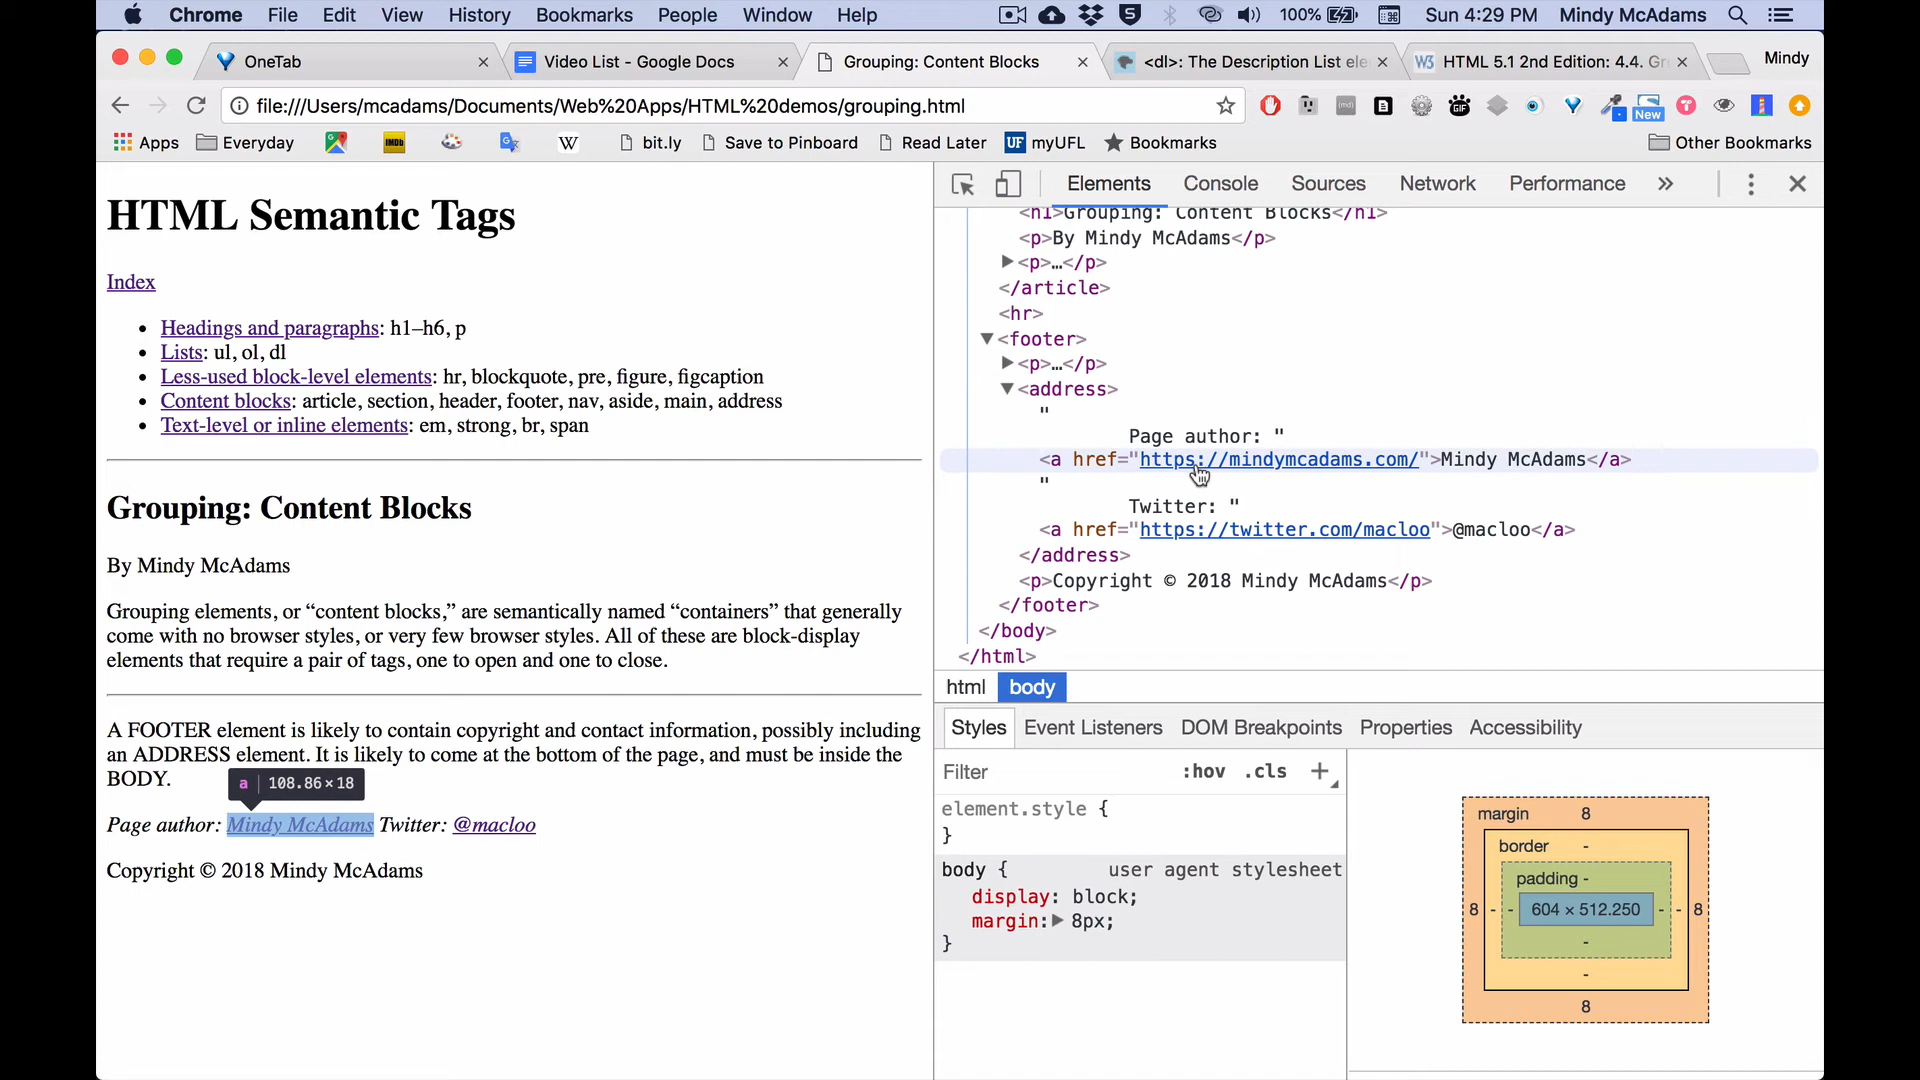 Chrome File Edit View History Bookmarks People Window Help 100% Sun 4:29 PM Mindy McAdams
OneTab
Video List - Google Docs
Grouping: Content Blocks
<dl>: The Description List ele
W3 HTML 5.1 2nd Edition: 4.4. Gr
Mindy
file:///Users/mcadams/Documents/Web%20Apps/HTML%20demos/grouping.html
New
Apps Everyday IMDb W bit.ly Save to Pinboard Read Later UF myUFL Bookmarks Other Bookmarks
HTML Semantic Tags
Index
• Headings and paragraphs: h1–h6, p
• Lists: ul, ol, dl
• Less-used block-level elements: hr, blockquote, pre, figure, figcaption
• Content blocks: article, section, header, footer, nav, aside, main, address
• Text-level or inline elements: em, strong, br, span
Grouping: Content Blocks
By Mindy McAdams
Grouping elements, or “content blocks,” are semantically named “containers” that generally
come with no browser styles, or very few browser styles. All of these are block-display
elements that require a pair of tags, one to open and one to close.
A FOOTER element is likely to contain copyright and contact information, possibly including
an ADDRESS element. It is likely to come at the bottom of the page, and must be inside the
BODY.
a | 108.86 × 18
Page author: Mindy McAdams Twitter: @macloo
Copyright © 2018 Mindy McAdams
Elements Console Sources Network Performance »
<h1>Grouping: Content Blocks</h1>
<p>By Mindy McAdams</p>
<p>…</p>
</article>
<hr>
<footer>
<p>…</p>
<address>
"
Page author: "
<a href="https://mindymcadams.com/">Mindy McAdams</a>
"
Twitter: "
<a href="https://twitter.com/macloo">@macloo</a>
</address>
<p>Copyright © 2018 Mindy McAdams</p>
</footer>
</body>
</html>
html body
Styles Event Listeners DOM Breakpoints Properties Accessibility
Filter :hov .cls +
element.style {
}
body { user agent stylesheet
display: block;
margin: 8px;
}
margin 8
border -
padding -
8 - - 604 × 512.250 - - 8
-
-
8